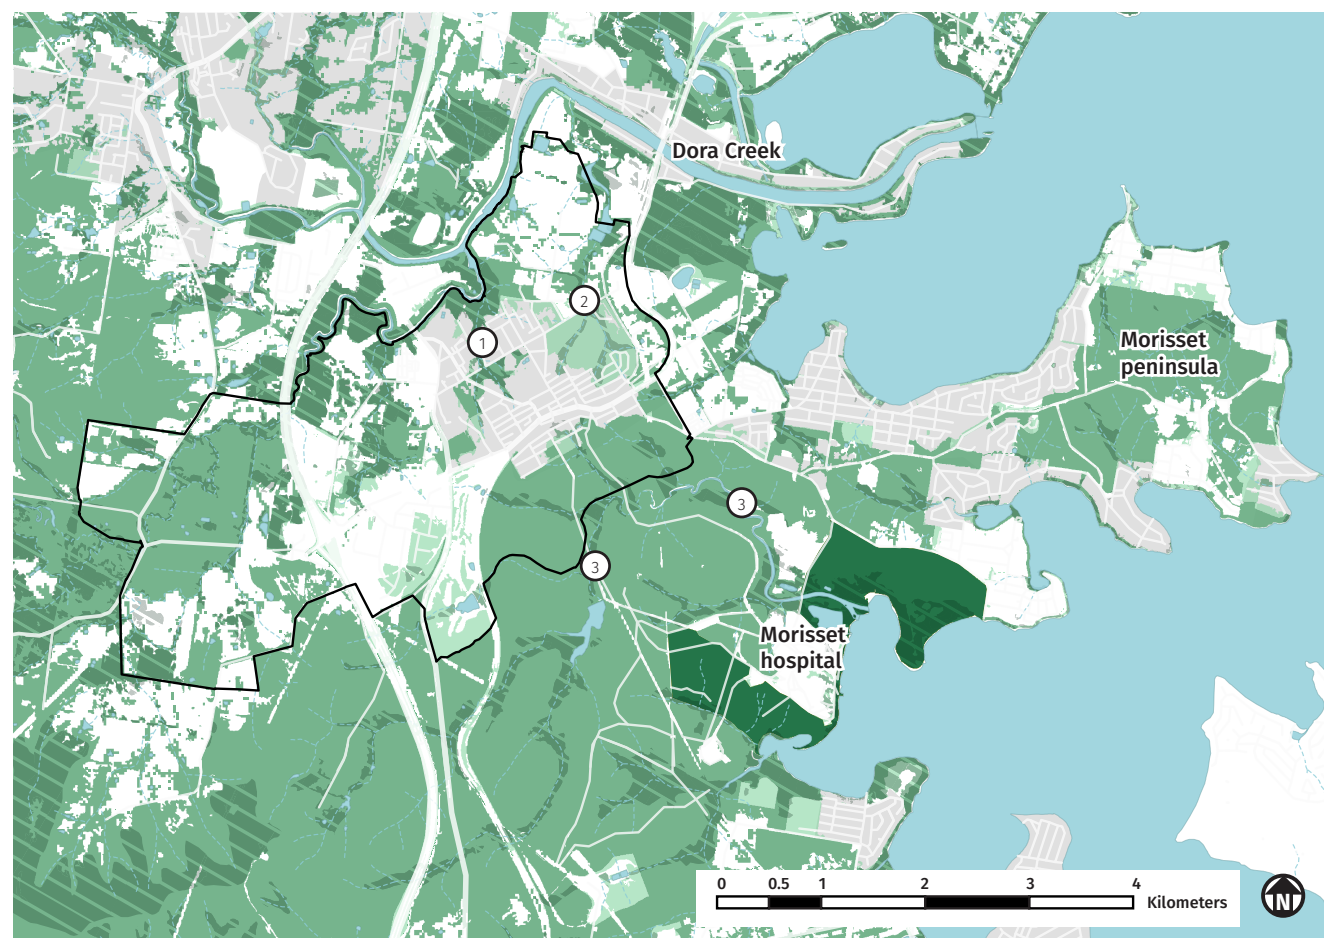 Dora Creek
2
1
Morisset
peninsula
3
3
Morisset
hospital
0 0.5 1 2 3 4
Kilometers
N